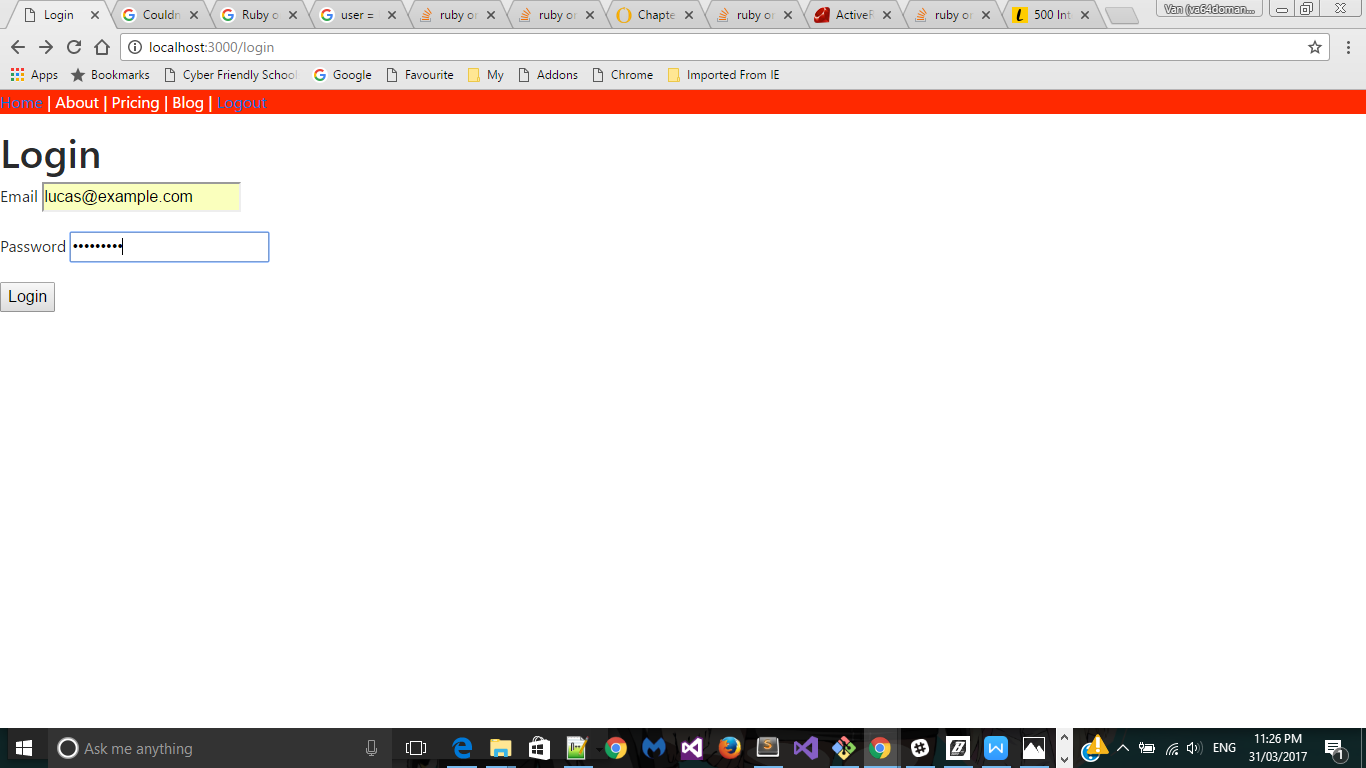 Login Couldn Ruby o user = ruby or ruby or Chapte ruby or ActiveR ruby or 500 Int Van (va64doman...
localhost:3000/login
Apps Bookmarks Cyber Friendly School Google Favourite My Addons Chrome Imported From IE
Home | About | Pricing | Blog | Logout
Login
Email lucas@example.com
Password •••••••••
Login
Ask me anything
ENG
11:26 PM
31/03/2017
1